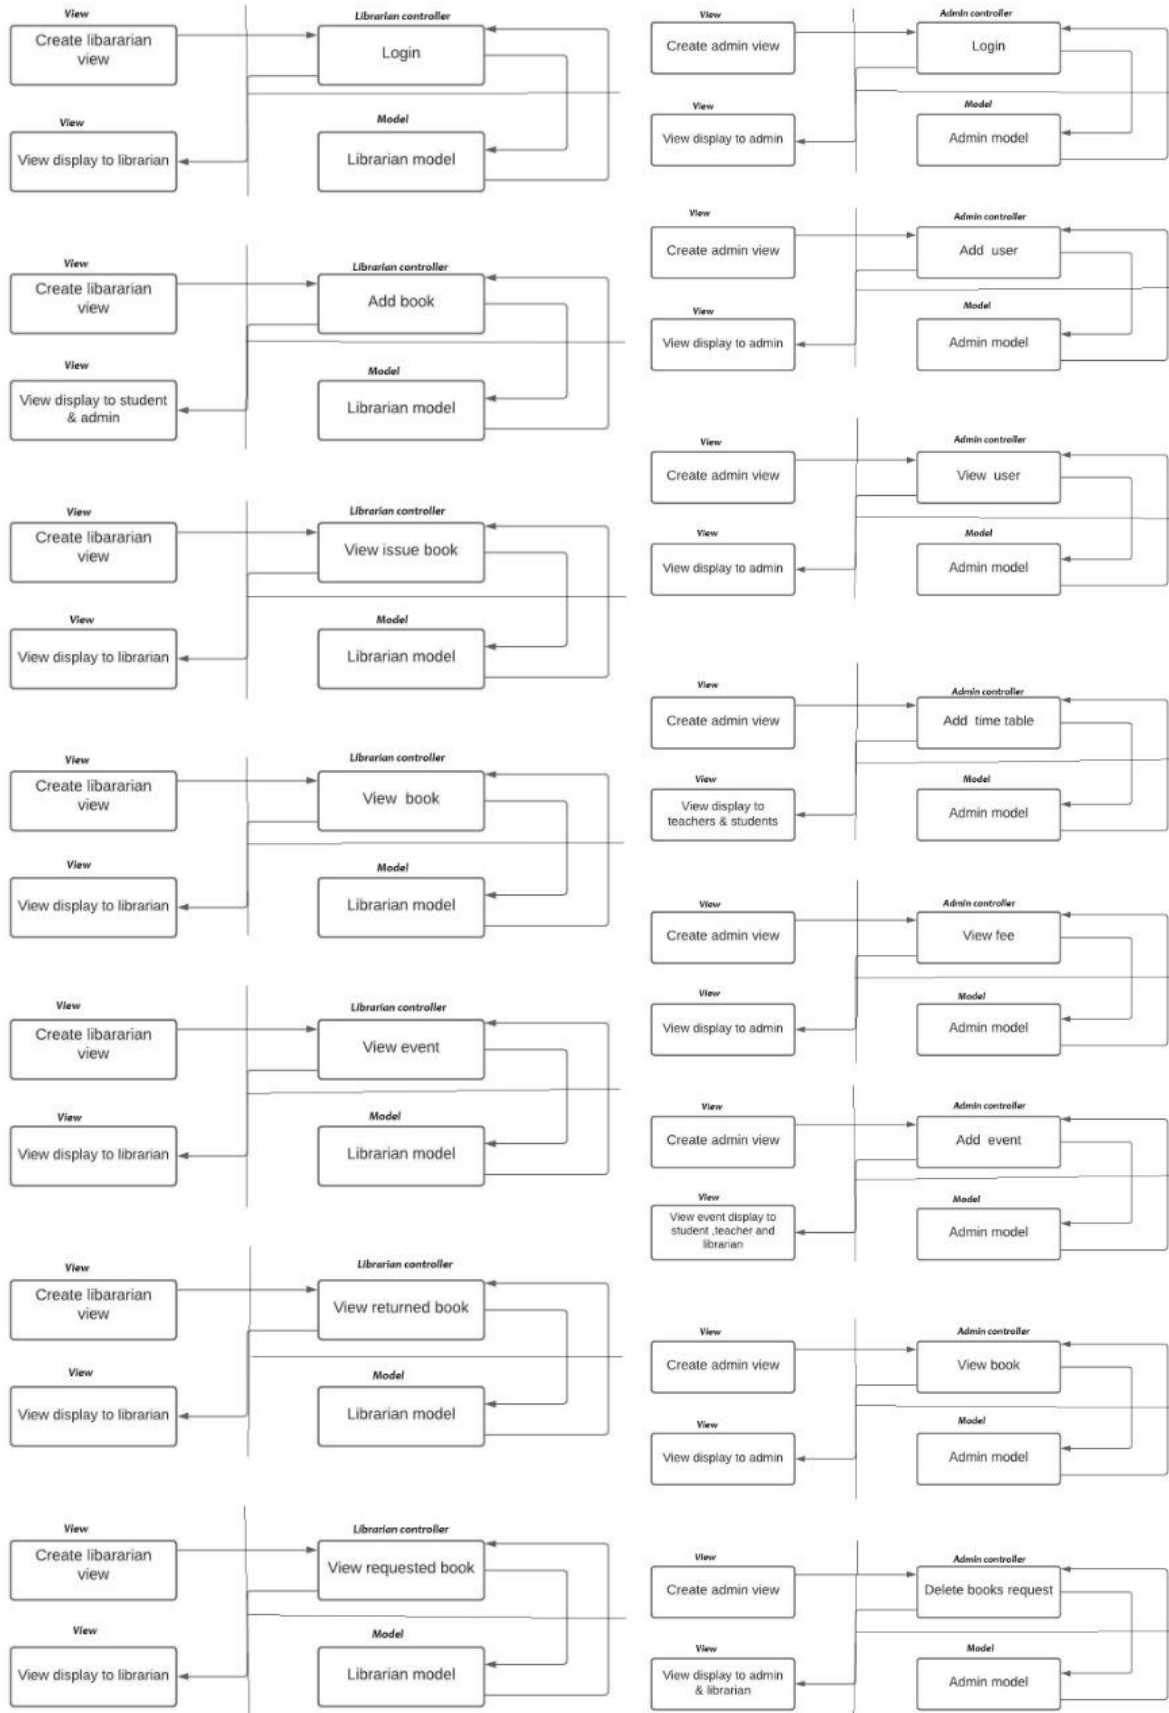 View
Librarian controller
Create libararian
view
Login
View
Model
View display to librarian
Librarian model
View
Librarian controller
Create libararian
view
Add book
View
Model
View display to student
& admin
Librarian model
View
Librarian controller
Create libararian
view
View issue book
View
Model
View display to librarian
Librarian model
View
Librarian controller
Create libararian
view
View book
View
Model
View display to librarian
Librarian model
View
Librarian controller
Create libararian
view
View event
View
Model
View display to librarian
Librarian model
View
Librarian controller
Create libararian
view
View returned book
View
Model
View display to librarian
Librarian model
View
Librarian controller
Create libararian
view
View requested book
View
Model
View display to librarian
Librarian model
View
Admin controller
Create admin view
Login
View
Model
View display to admin
Admin model
View
Admin controller
Create admin view
Add user
View
Model
View display to admin
Admin model
View
Admin controller
Create admin view
View user
View
Model
View display to admin
Admin model
View
Admin controller
Create admin view
Add time table
View
Model
View display to
teachers & students
Admin model
View
Admin controller
Create admin view
View fee
View
Model
View display to admin
Admin model
View
Admin controller
Create admin view
Add event
View
Model
View event display to
student ,teacher and
librarian
Admin model
View
Admin controller
Create admin view
View book
View
Model
View display to admin
Admin model
View
Admin controller
Create admin view
Delete books request
View
Model
View display to admin
& librarian
Admin model